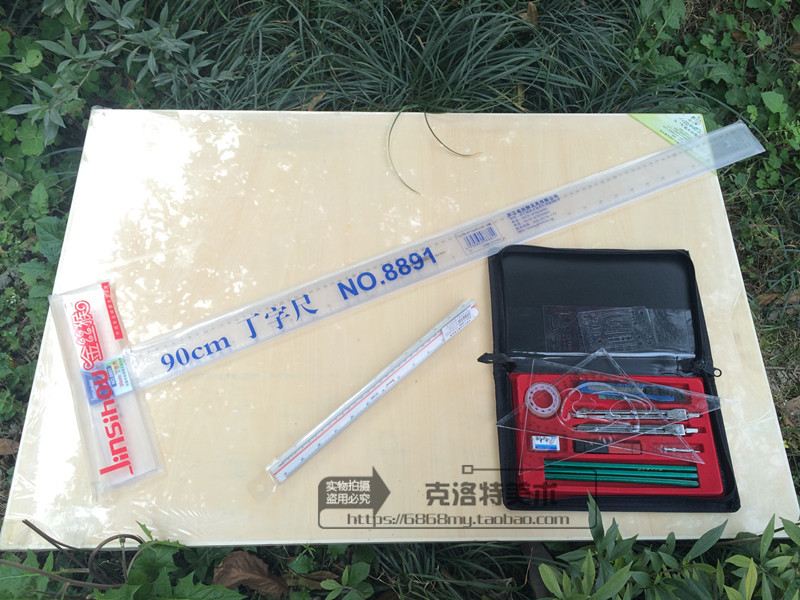 90cm 丁字尺 NO.8891
Jinsihou 金丝猴
实物拍摄
盗用必究
克洛特美术
https://6868my.taobao.com